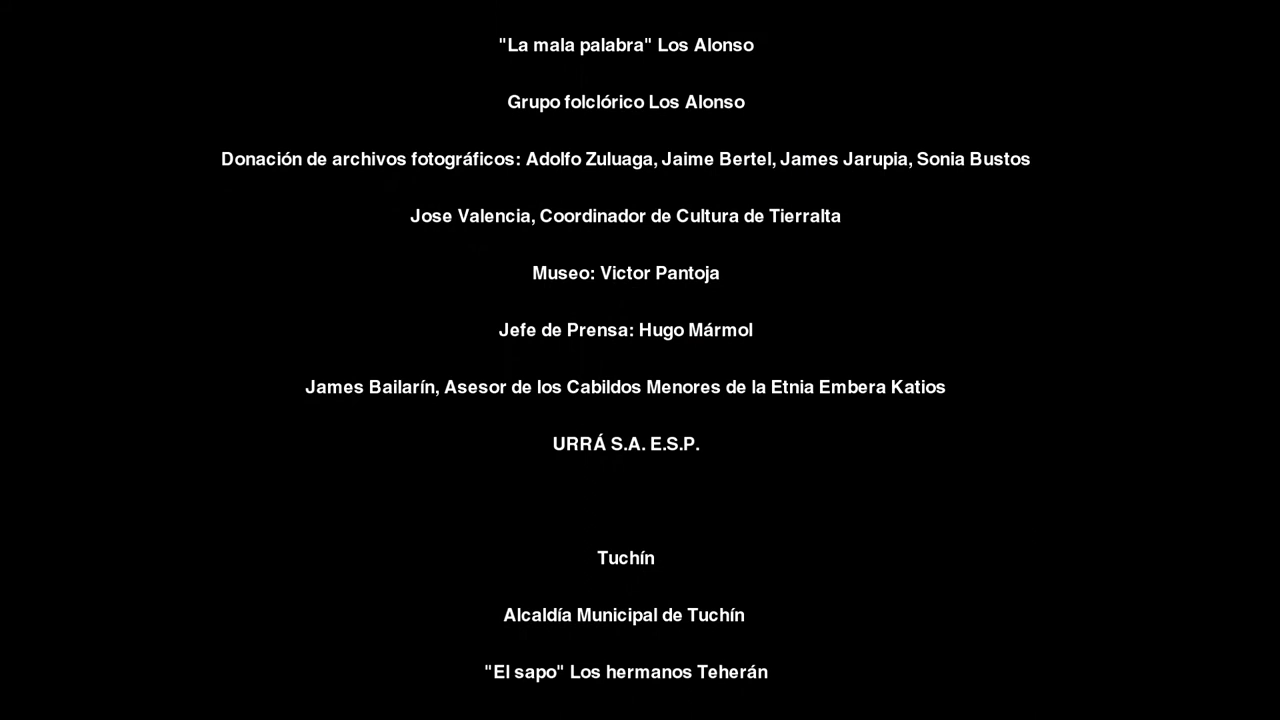 "La mala palabra" Los Alonso
Grupo folclórico Los Alonso
Donación de archivos fotográficos: Adolfo Zuluaga, Jaime Bertel, James Jarupia, Sonia Bustos
Jose Valencia, Coordinador de Cultura de Tierralta
Museo: Victor Pantoja
Jefe de Prensa: Hugo Mármol
James Bailarín, Asesor de los Cabildos Menores de la Etnia Embera Katios
URRÁ S.A. E.S.P.
Tuchín
Alcaldía Municipal de Tuchín
"El sapo" Los hermanos Teherán